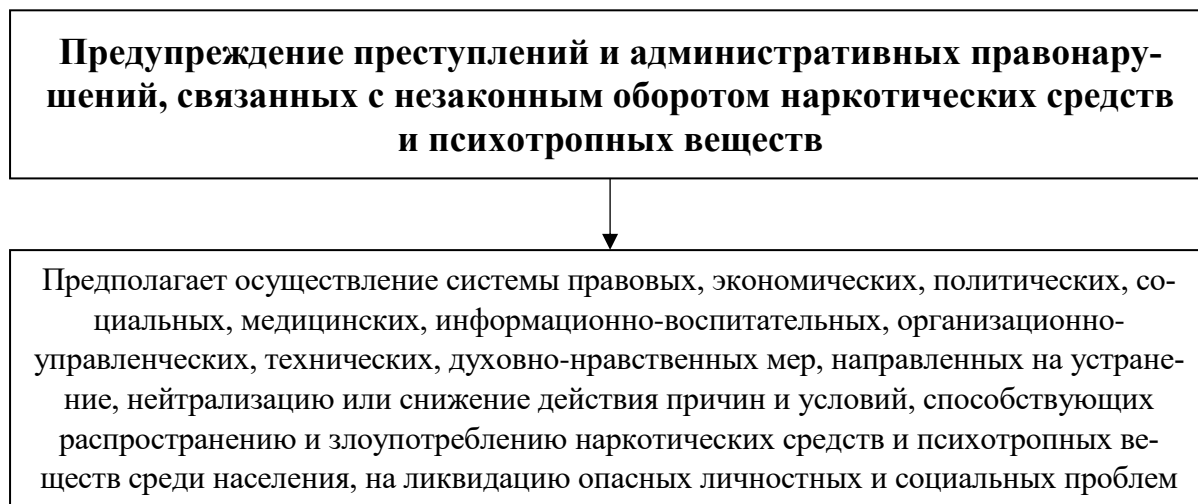 Предупреждение преступлений и административных правонару-
шений, связанных с незаконным оборотом наркотических средств
и психотропных веществ
Предполагает осуществление системы правовых, экономических, политических, со-
циальных, медицинских, информационно-воспитательных, организационно-
управленческих, технических, духовно-нравственных мер, направленных на устране-
ние, нейтрализацию или снижение действия причин и условий, способствующих
распространению и злоупотреблению наркотических средств и психотропных ве-
ществ среди населения, на ликвидацию опасных личностных и социальных проблем